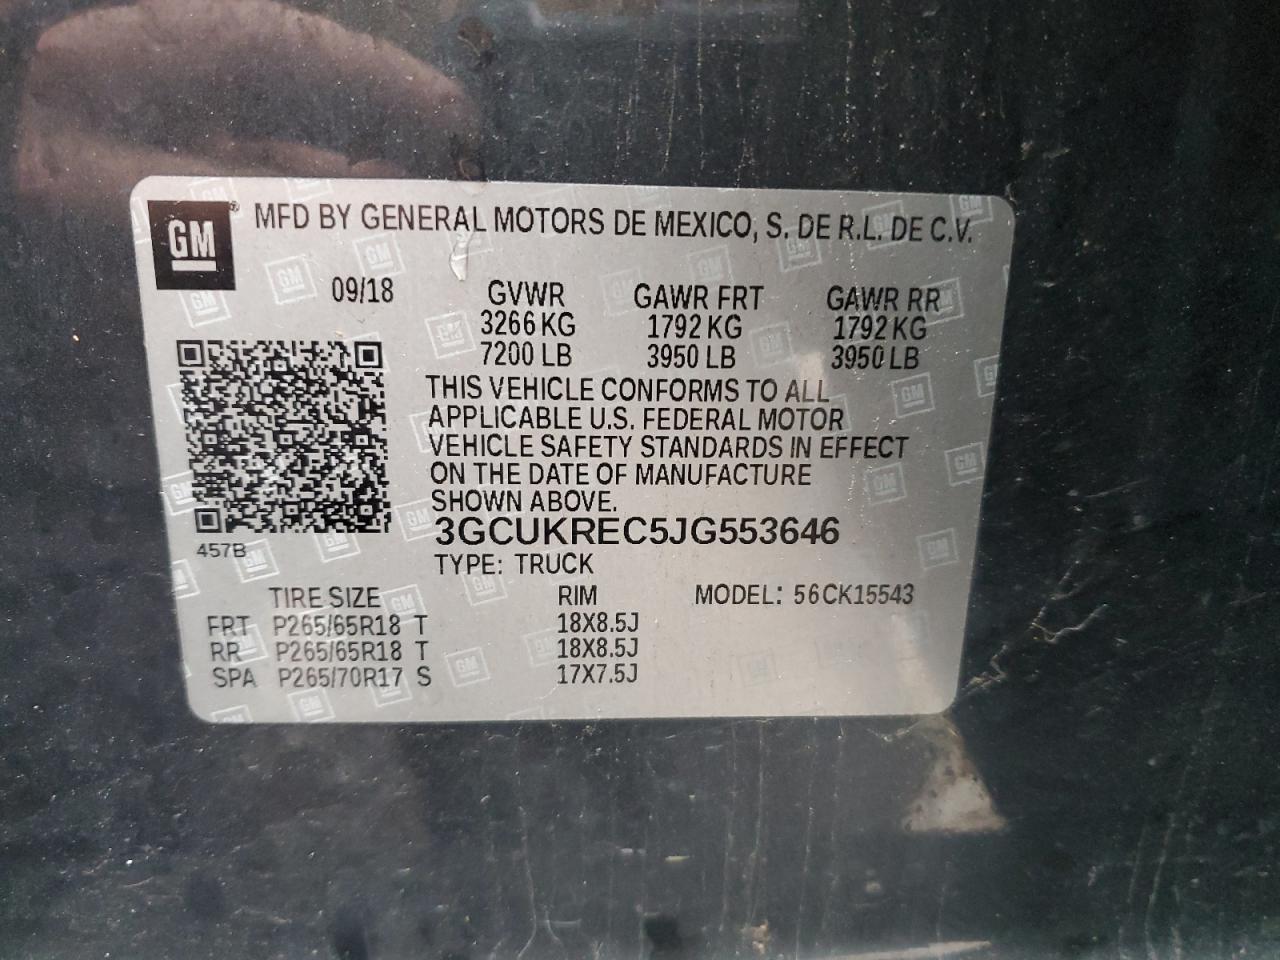 GM® MFD BY GENERAL MOTORS DE MEXICO, S. DE R.L. DE C.V.
09/18 GVWR GAWR FRT GAWR RR
3266 KG 1792 KG 1792 KG
7200 LB 3950 LB 3950 LB
THIS VEHICLE CONFORMS TO ALL
APPLICABLE U.S. FEDERAL MOTOR
VEHICLE SAFETY STANDARDS IN EFFECT
ON THE DATE OF MANUFACTURE
SHOWN ABOVE.
3GCUKREC5JG553646
457B
TYPE: TRUCK
TIRE SIZE RIM MODEL: 56CK15543
FRT P265/65R18 T 18X8.5J
RR P265/65R18 T 18X8.5J
SPA P265/70R17 S 17X7.5J